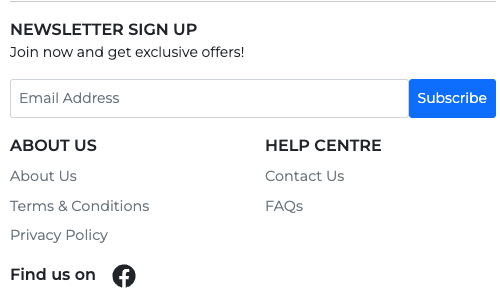 NEWSLETTER SIGN UP
Join now and get exclusive offers!
Email Address
Subscribe
ABOUT US
About Us
Terms & Conditions
Privacy Policy
HELP CENTRE
Contact Us
FAQs
Find us on